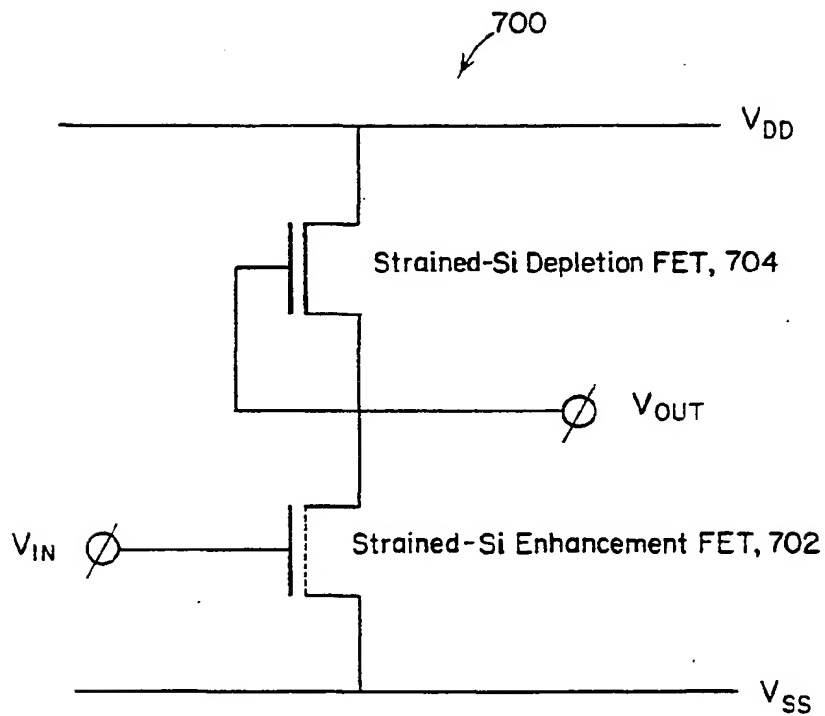 700
V_DD
Strained-Si Depletion FET, 704
V_OUT
V_IN
Strained-Si Enhancement FET, 702
V_SS